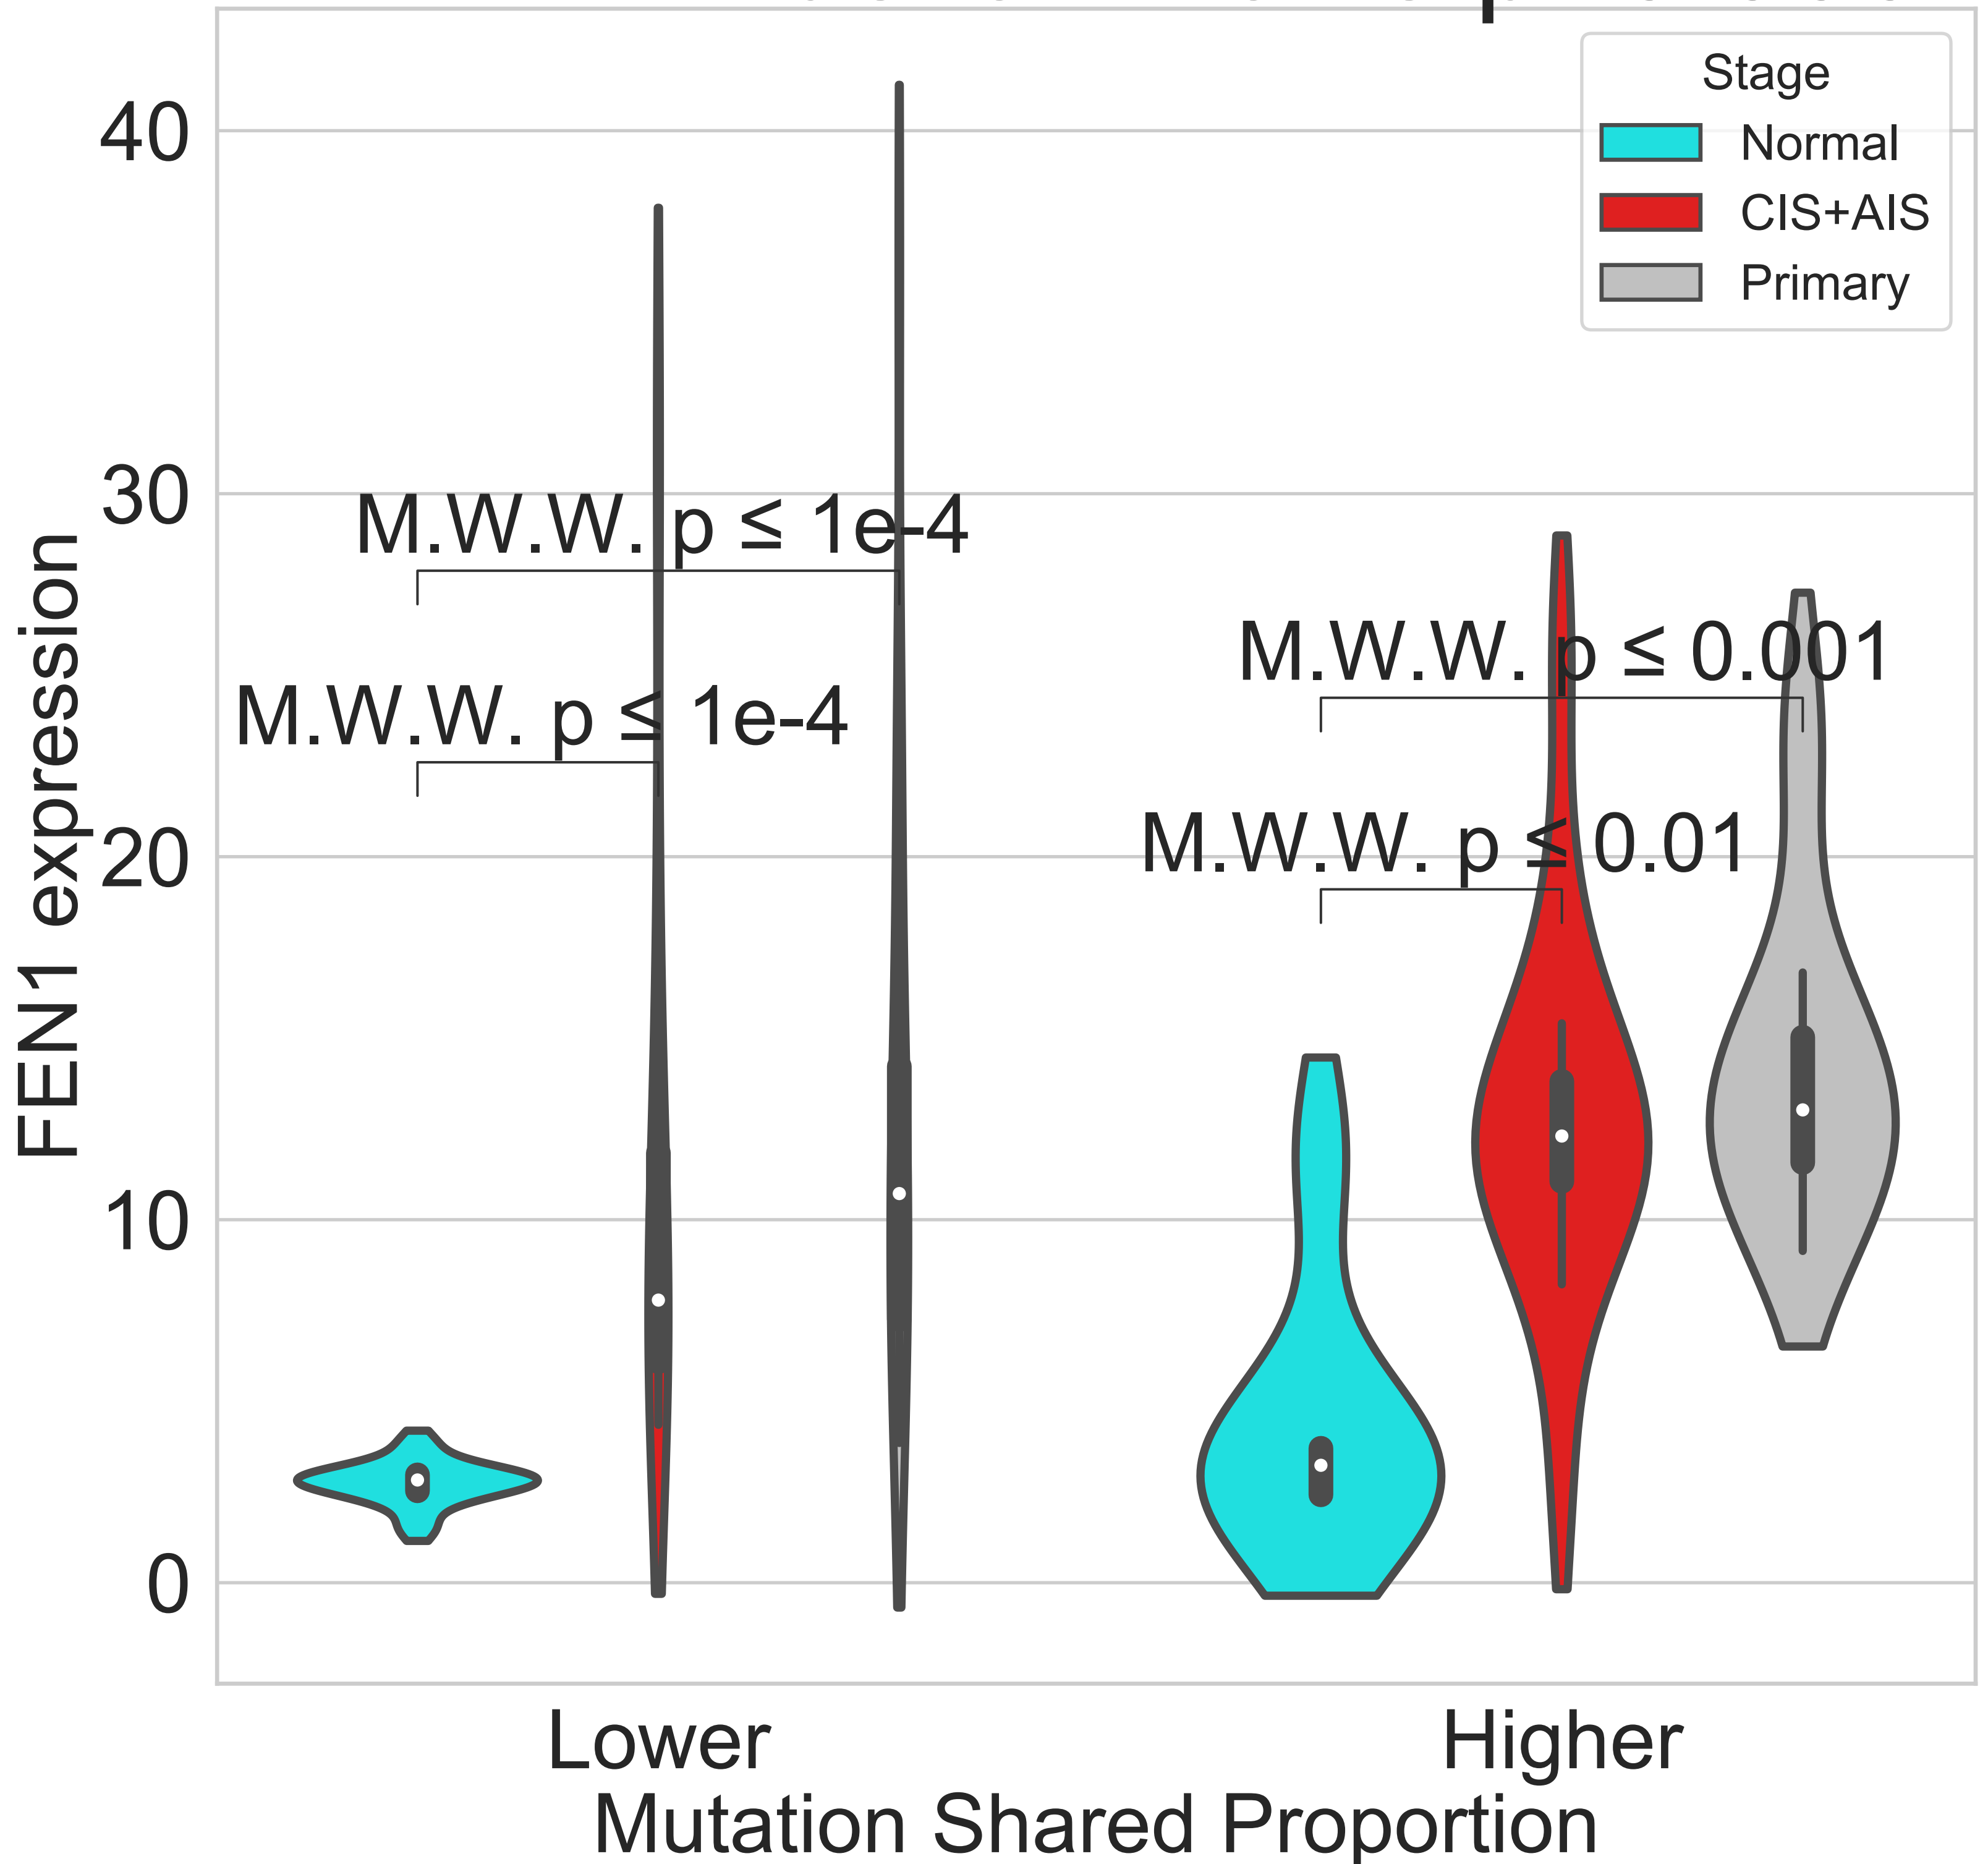 Stage
Normal
CIS+AIS
Primary
40
30
20
10
0
FEN1 expression
M.W.W. p ≤ 1e-4
M.W.W. p ≤ 1e-4
M.W.W. p ≤ 0.001
M.W.W. p ≤ 0.01
Lower
Higher
Mutation Shared Proportion